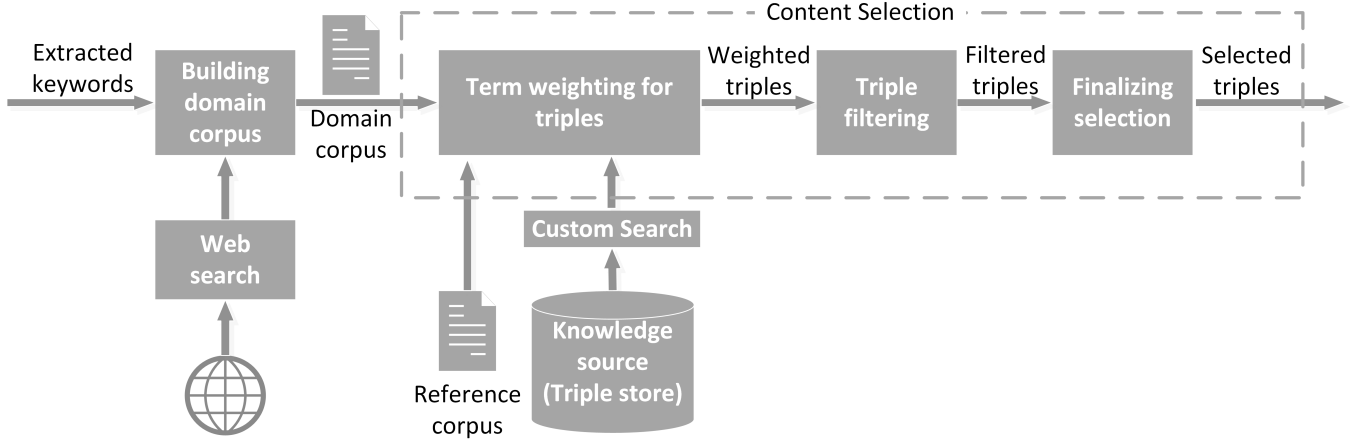 Content Selection
Extracted
keywords
Building
domain
corpus
Domain
corpus
Term weighting for
triples
Weighted
triples
Triple
filtering
Filtered
triples
Finalizing
selection
Selected
triples
Web
search
Custom Search
Reference
corpus
Knowledge
source
(Triple store)